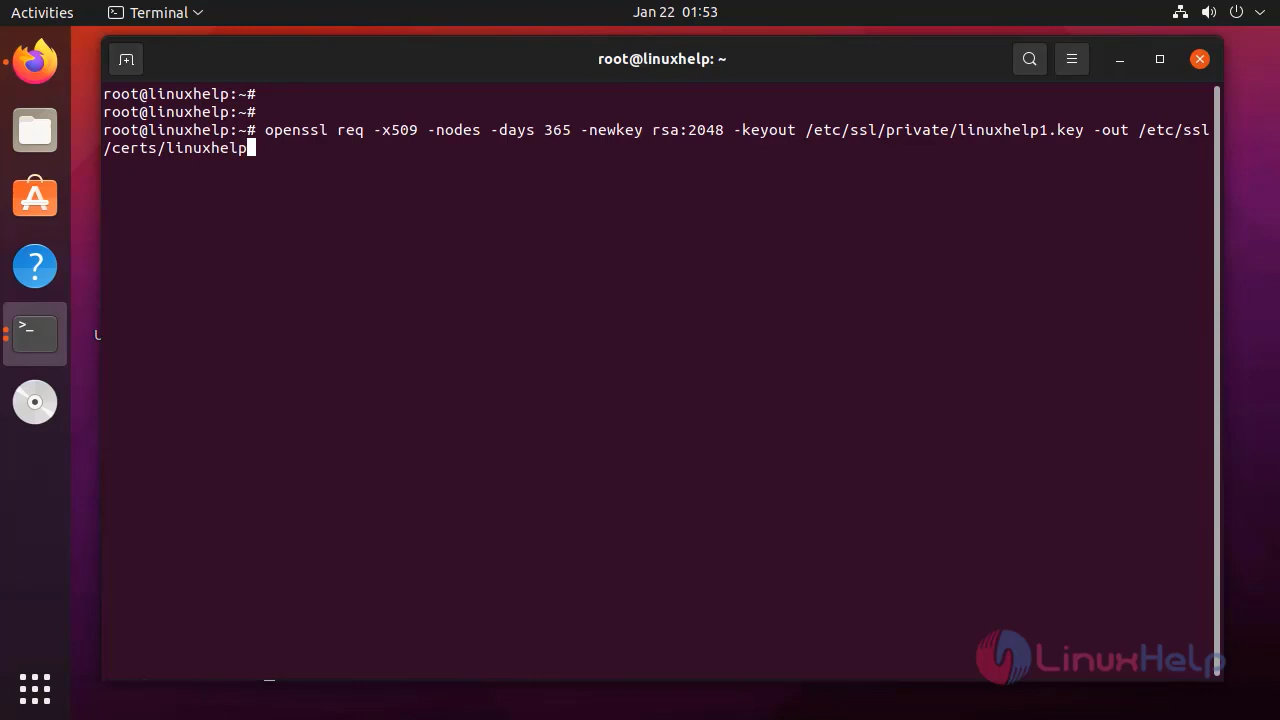 Activities Terminal Jan 22 01:53
root@linuxhelp: ~
root@linuxhelp:~#
root@linuxhelp:~#
root@linuxhelp:~# openssl req -x509 -nodes -days 365 -newkey rsa:2048 -keyout /etc/ssl/private/linuxhelp1.key -out /etc/ssl
/certs/linuxhelp
LinuxHelp